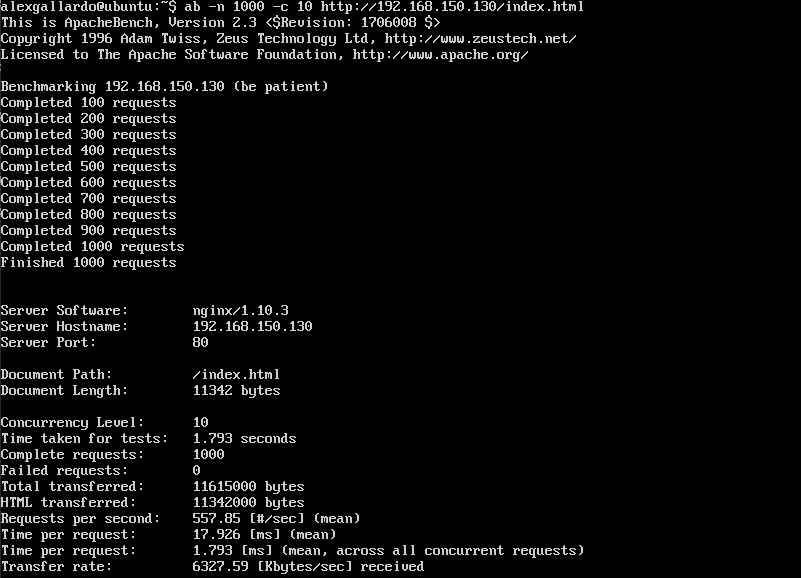 alexgallardo@ubuntu:~$ ab -n 1000 -c 10 http://192.168.150.130/index.html
This is ApacheBench, Version 2.3 <$Revision: 1706008 $>
Copyright 1996 Adam Twiss, Zeus Technology Ltd, http://www.zeustech.net/
Licensed to The Apache Software Foundation, http://www.apache.org/
Benchmarking 192.168.150.130 (be patient)
Completed 100 requests
Completed 200 requests
Completed 300 requests
Completed 400 requests
Completed 500 requests
Completed 600 requests
Completed 700 requests
Completed 800 requests
Completed 900 requests
Completed 1000 requests
Finished 1000 requests
Server Software: nginx/1.10.3
Server Hostname: 192.168.150.130
Server Port: 80
Document Path: /index.html
Document Length: 11342 bytes
Concurrency Level: 10
Time taken for tests: 1.793 seconds
Complete requests: 1000
Failed requests: 0
Total transferred: 11615000 bytes
HTML transferred: 11342000 bytes
Requests per second: 557.85 [#/sec] (mean)
Time per request: 17.926 [ms] (mean)
Time per request: 1.793 [ms] (mean, across all concurrent requests)
Transfer rate: 6327.59 [Kbytes/sec] received